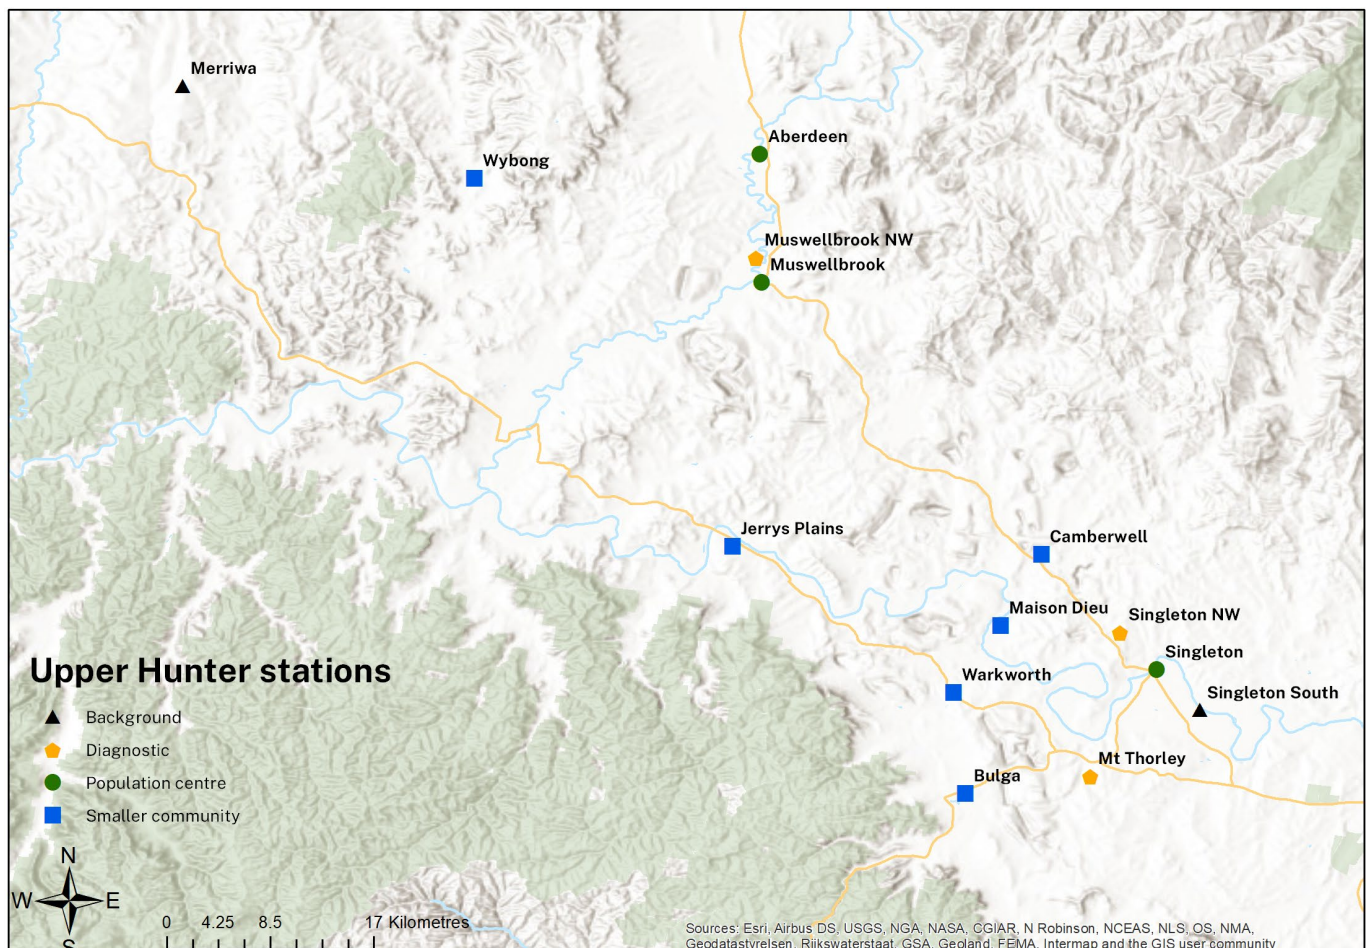 Merriwa
Aberdeen
Wybong
Muswellbrook NW
Muswellbrook
Jerrys Plains
Camberwell
Maison Dieu
Singleton NW
Singleton
Warkworth
Singleton South
Mt Thorley
Bulga
Upper Hunter stations
Background
Diagnostic
Population centre
Smaller community
N
W E
S
0 4.25 8.5 17 Kilometres
Sources: Esri, Airbus DS, USGS, NGA, NASA, CGIAR, N Robinson, NCEAS, NLS, OS, NMA,
Geodatastyrelsen, Rijkswaterstaat, GSA, Geoland, FEMA, Intermap and the GIS user community